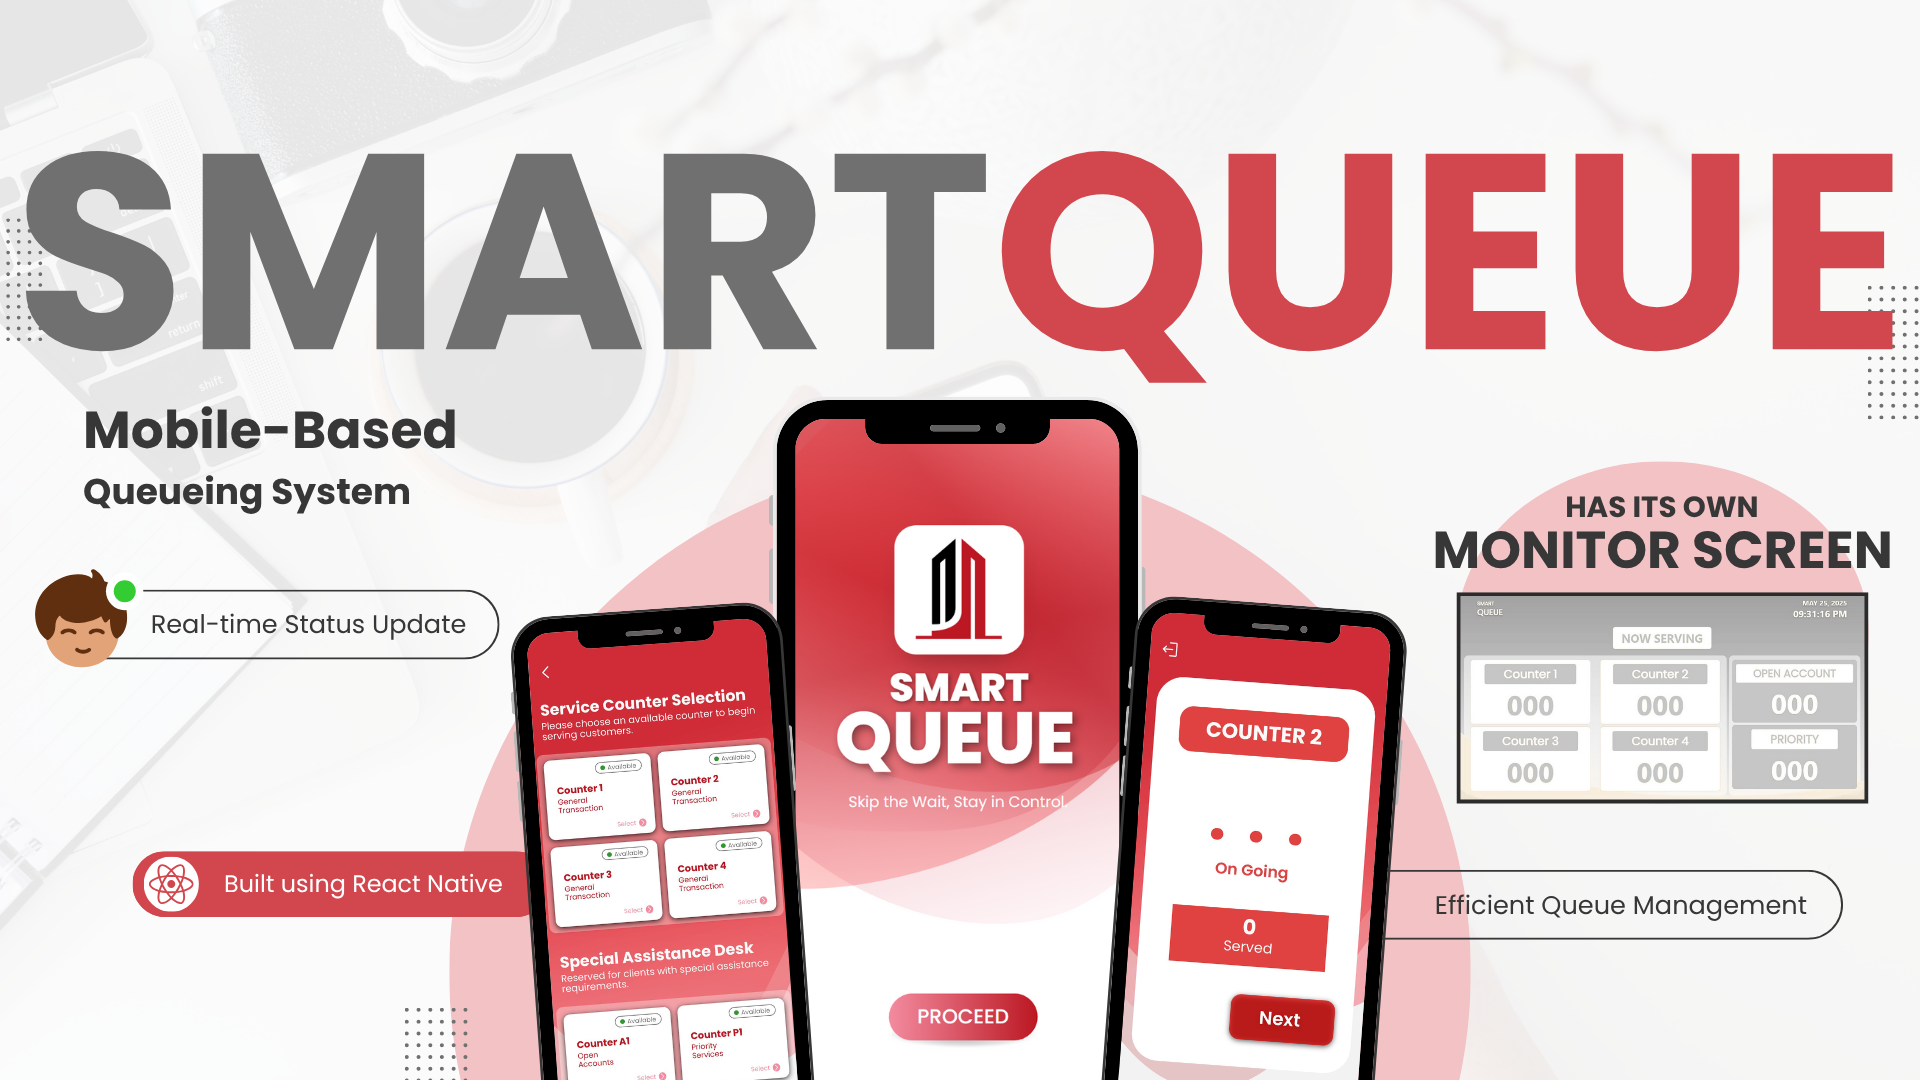 SMARTQUEUE
Mobile-Based
Queueing System
Real-time Status Update
Built using React Native
Service Counter Selection
Please choose an available counter to begin
serving customers.
Available
Counter 1
General
Transaction
Select
Available
Counter 2
General
Transaction
Select
Available
Counter 3
General
Transaction
Select
Available
Counter 4
General
Transaction
Select
Special Assistance Desk
Reserved for clients with special assistance
requirements.
Available
Counter A1
Open
Accounts
Select
Available
Counter P1
Priority
Services
Select
SMART
QUEUE
Skip the Wait, Stay in Control.
PROCEED
COUNTER 2
On Going
0
Served
Next
HAS ITS OWN
MONITOR SCREEN
SMART
QUEUE
MAY 25, 2025
09:31:16 PM
NOW SERVING
Counter 1
000
Counter 2
000
OPEN ACCOUNT
000
Counter 3
000
Counter 4
000
PRIORITY
000
Efficient Queue Management
return
shift